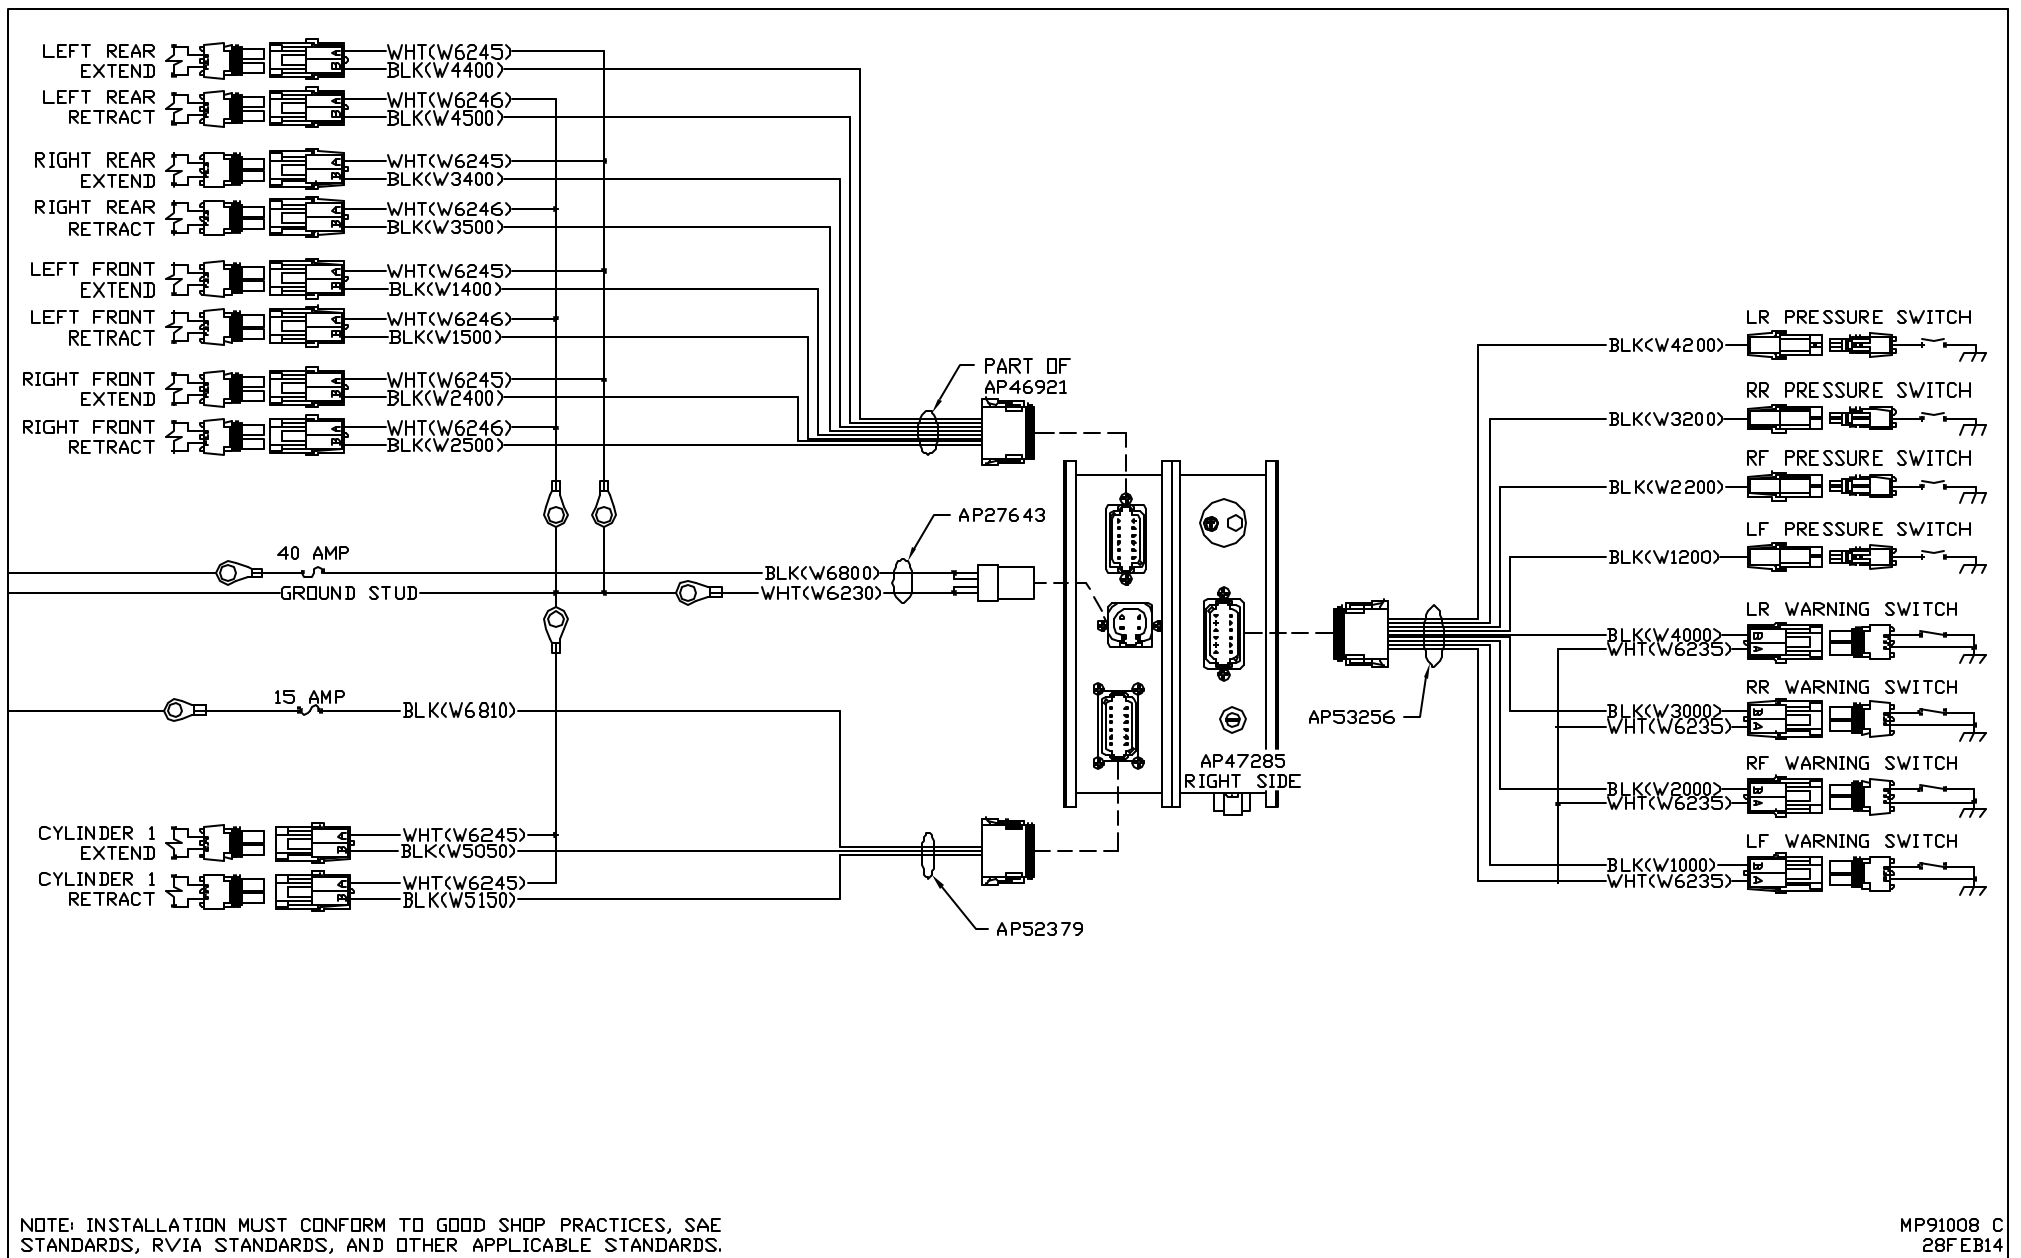 LEFT REAR
EXTEND
WHT(W6245)
BLK(W4400)
A
B
LEFT REAR
RETRACT
WHT(W6246)
BLK(W4500)
A
B
RIGHT REAR
EXTEND
WHT(W6245)
BLK(W3400)
A
B
RIGHT REAR
RETRACT
WHT(W6246)
BLK(W3500)
A
B
LEFT FRONT
EXTEND
WHT(W6245)
BLK(W1400)
A
B
LEFT FRONT
RETRACT
WHT(W6246)
BLK(W1500)
A
B
RIGHT FRONT
EXTEND
WHT(W6245)
BLK(W2400)
A
B
RIGHT FRONT
RETRACT
WHT(W6246)
BLK(W2500)
A
B
PART OF
AP46921
AP27643
40 AMP
BLK(W6800)
GROUND STUD
WHT(W6230)
15 AMP
BLK(W6810)
CYLINDER 1
EXTEND
WHT(W6245)
BLK(W5050)
A
B
CYLINDER 1
RETRACT
WHT(W6245)
BLK(W5150)
A
B
AP52379
AP47285
RIGHT SIDE
AP53256
LR PRESSURE SWITCH
BLK(W4200)
RR PRESSURE SWITCH
BLK(W3200)
RF PRESSURE SWITCH
BLK(W2200)
LF PRESSURE SWITCH
BLK(W1200)
LR WARNING SWITCH
BLK(W4000)
WHT(W6235)
B
A
RR WARNING SWITCH
BLK(W3000)
WHT(W6235)
B
A
RF WARNING SWITCH
BLK(W2000)
WHT(W6235)
B
A
LF WARNING SWITCH
BLK(W1000)
WHT(W6235)
B
A
NOTE: INSTALLATION MUST CONFORM TO GOOD SHOP PRACTICES, SAE
STANDARDS, RVIA STANDARDS, AND OTHER APPLICABLE STANDARDS.
MP91008 C
28FEB14